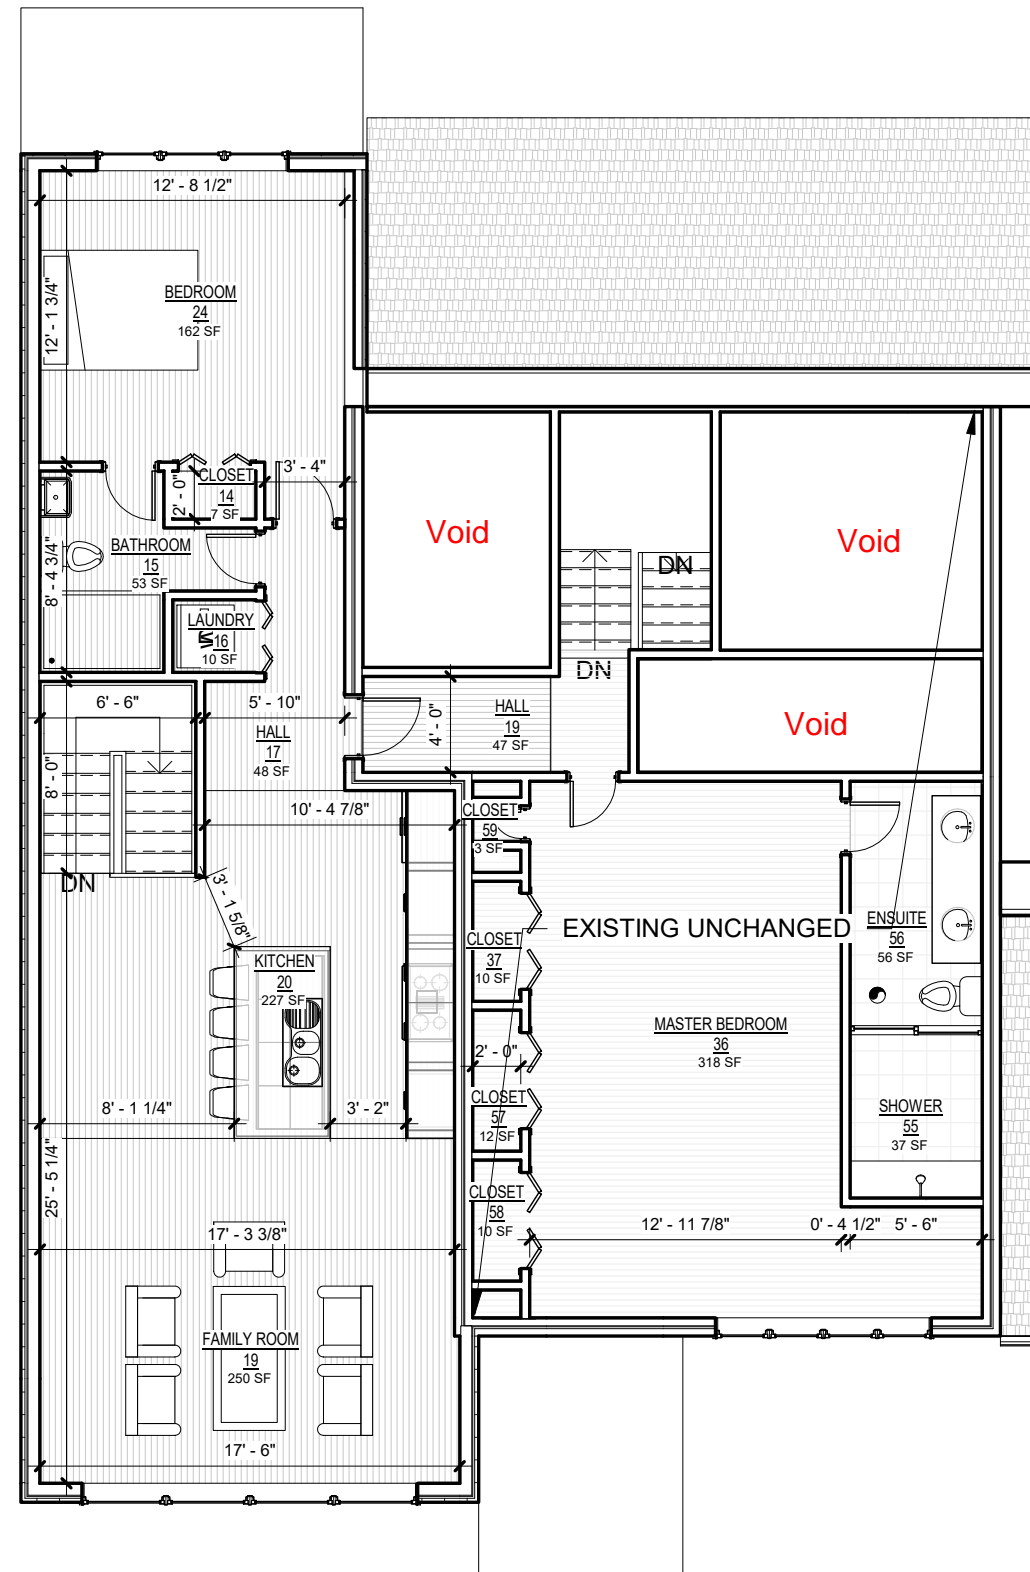 12' - 8 1/2"
12' - 1 3/4"
BEDROOM
24
162 SF
3' - 4"
CLOSET
14
7 SF
2' - 0"
Void
Void
BATHROOM
15
53 SF
8' - 4 3/4"
DN
LAUNDRY
16
10 SF
DN
6' - 6"
5' - 10"
HALL
17
48 SF
4' - 0"
HALL
19
47 SF
Void
8' - 0"
10' - 4 7/8"
CLOSET
59
3 SF
DN
3' - 1 5/8"
EXISTING UNCHANGED
ENSUITE
56
56 SF
CLOSET
37
10 SF
KITCHEN
20
227 SF
MASTER BEDROOM
36
318 SF
2' - 0"
8' - 1 1/4"
3' - 2"
CLOSET
57
12 SF
SHOWER
55
37 SF
25' - 5 1/4"
CLOSET
58
10 SF
17' - 3 3/8"
12' - 11 7/8"
0' - 4 1/2"
5' - 6"
FAMILY ROOM
19
250 SF
17' - 6"